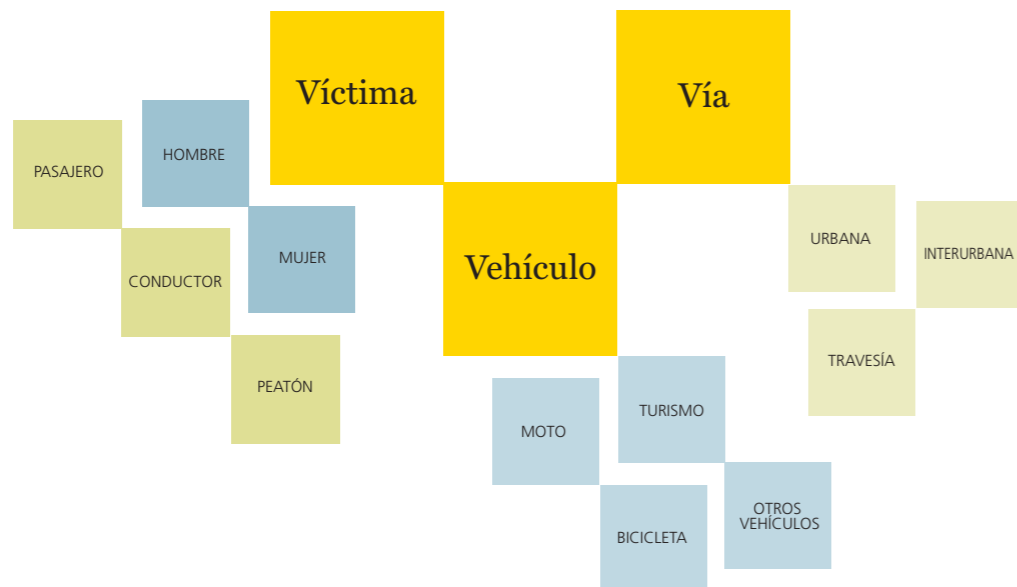 Víctima
Vía
Vehículo
PASAJERO
HOMBRE
CONDUCTOR
MUJER
PEATÓN
MOTO
TURISMO
BICICLETA
OTROS
VEHÍCULOS
URBANA
INTERURBANA
TRAVESÍA